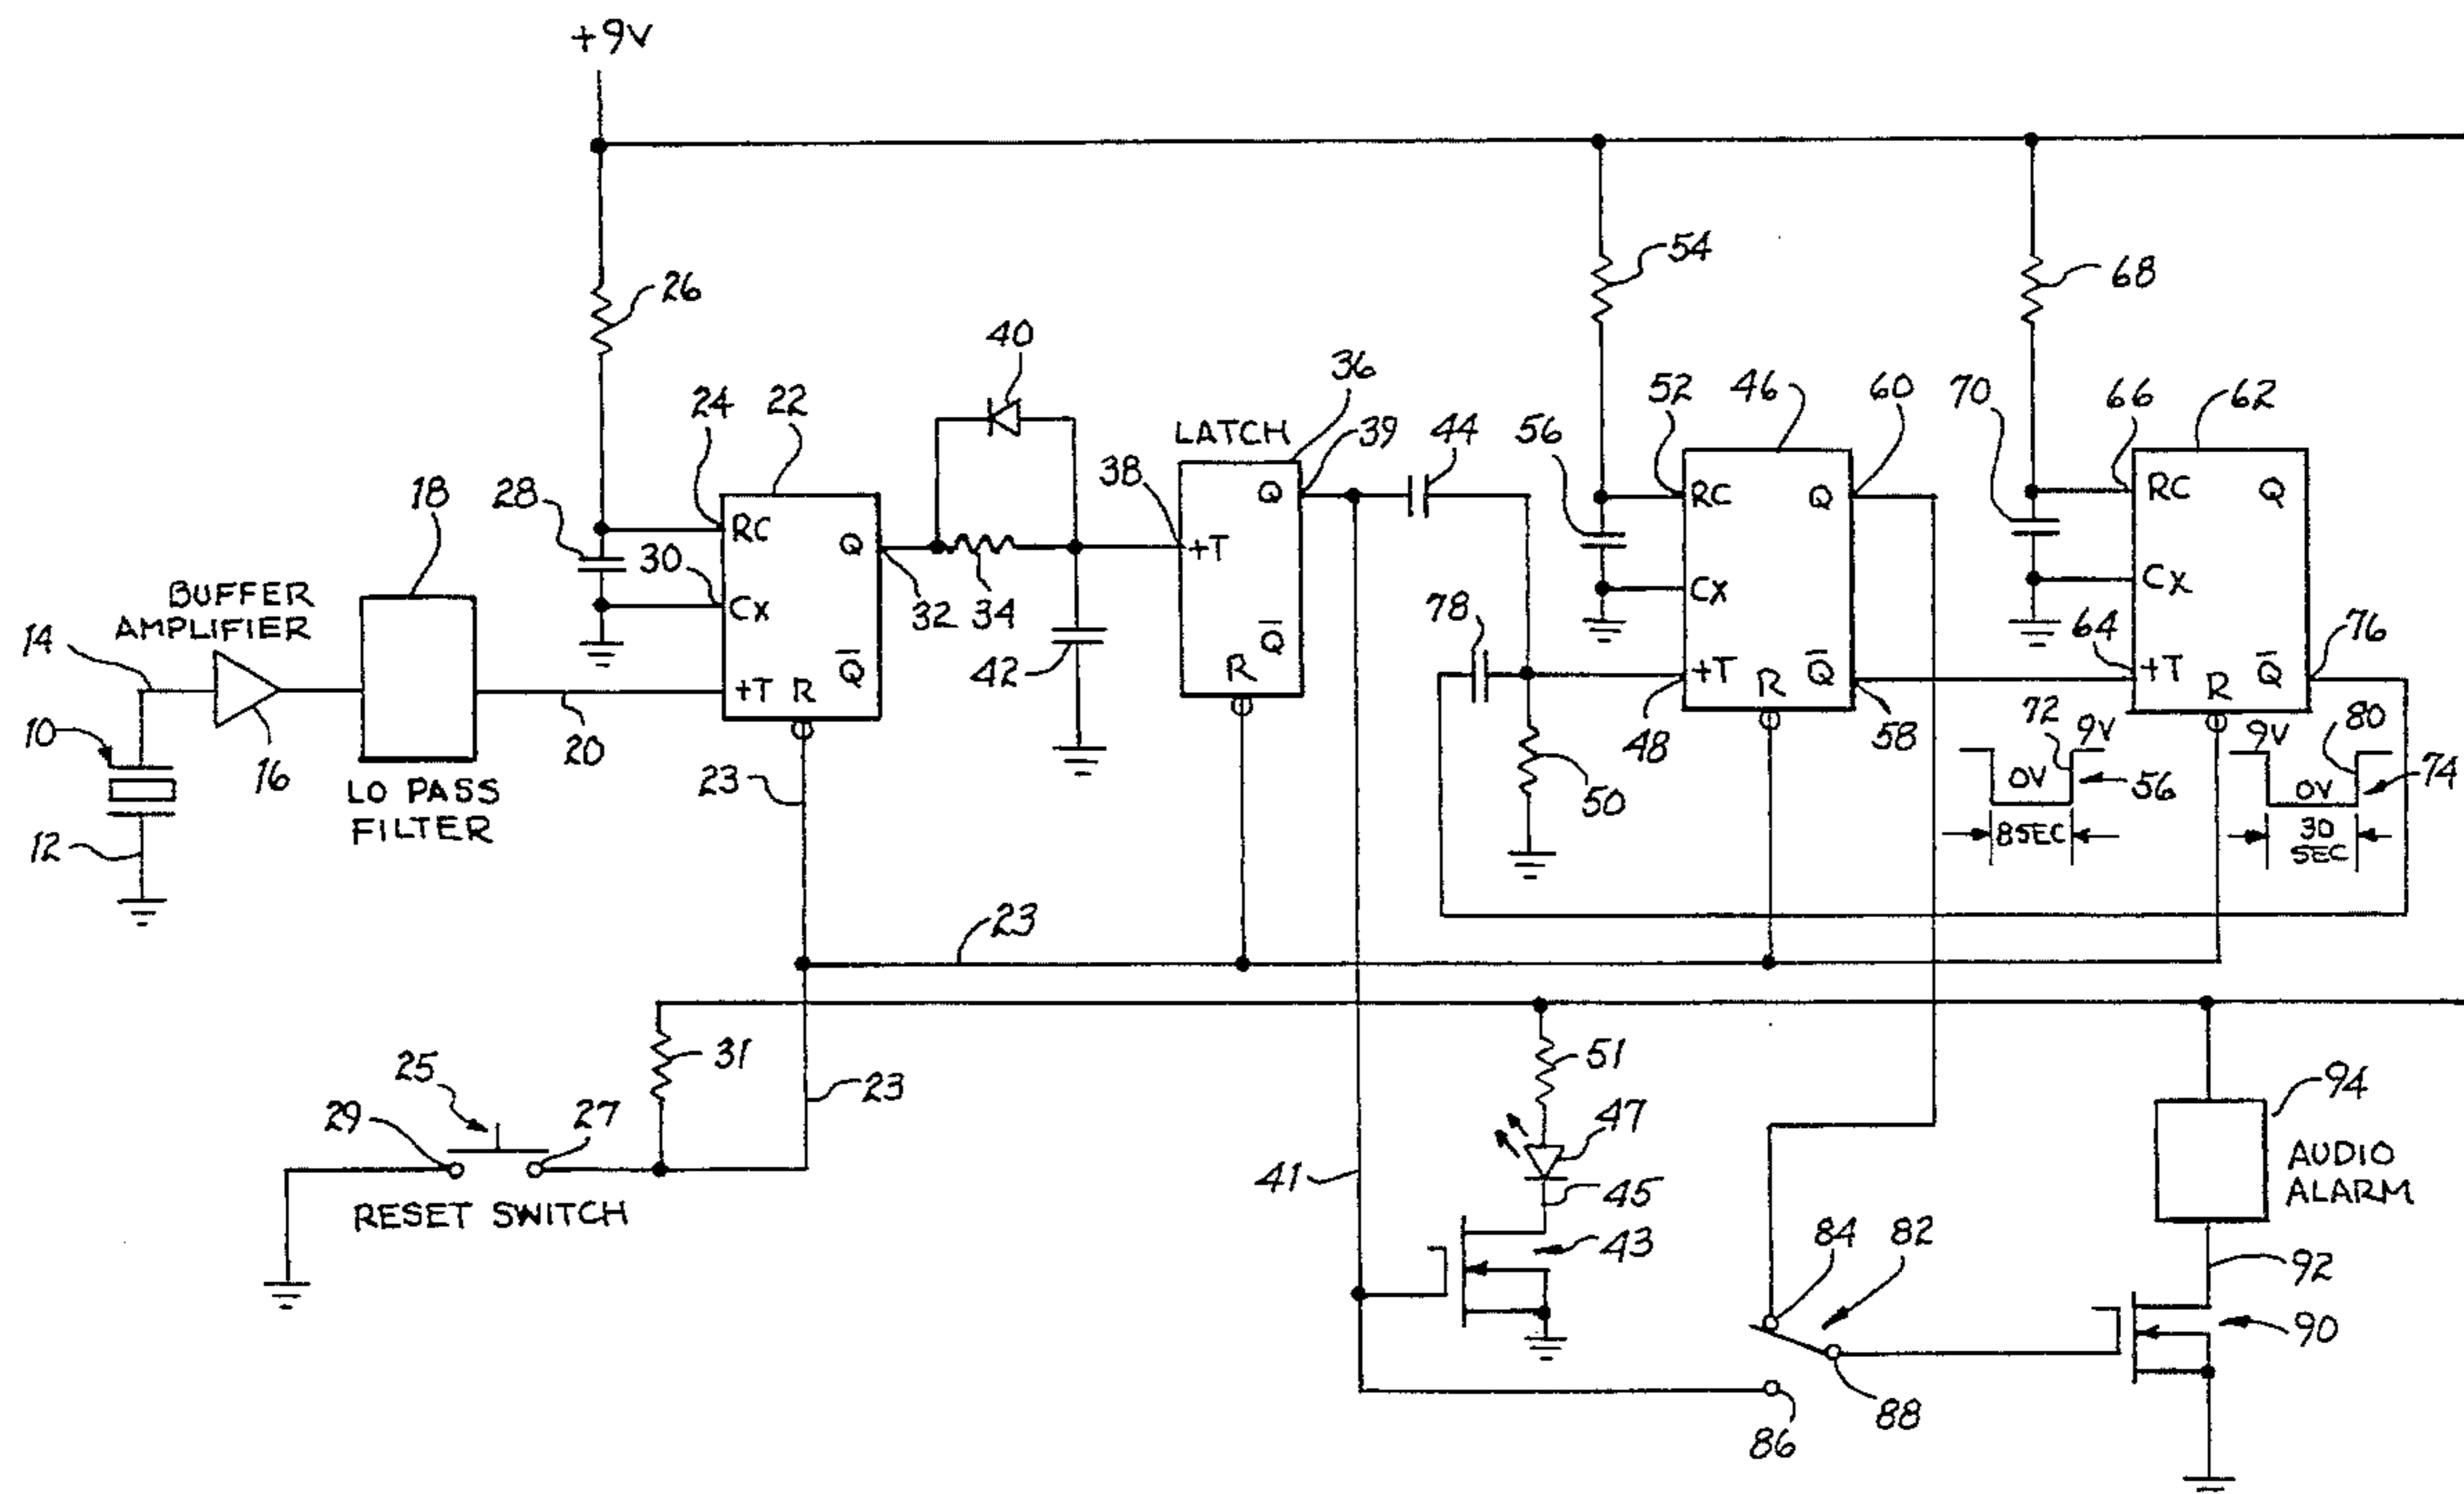 +9V
54
68
26
40
36
24
22
LATCH
39
44
52
46
60
70
66
62
56
38
18
28
RC
Q
+T
Q
RC
Q
RC
Q
30
CX
32
34
78
CX
CX
BUFFER
AMPLIFIER
14
Q̅
42
R
Q̅
64
76
+T
R
+T
R
Q̅
+T
R
Q̅
10
16
20
48
58
72
9V
9V
80
0V
56
0V
74
LO PASS
FILTER
12
23
50
8SEC
30
SEC
23
31
51
25
23
94
29
27
47
AUDIO
ALARM
RESET SWITCH
41
45
43
84
82
92
90
88
86